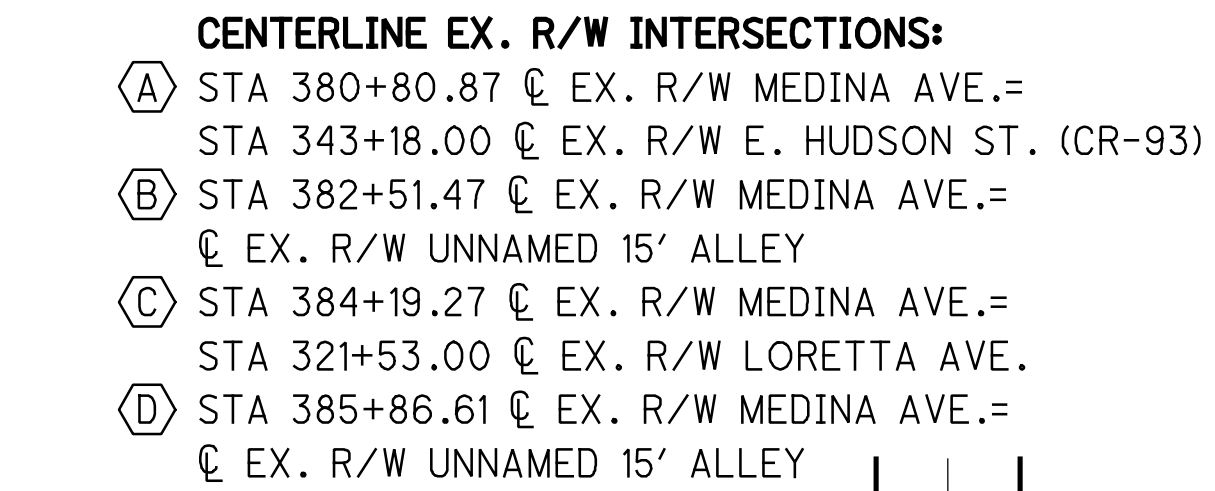 CENTERLINE EX. R/W INTERSECTIONS:
A STA 380+80.87 ℄ EX. R/W MEDINA AVE.=
STA 343+18.00 ℄ EX. R/W E. HUDSON ST. (CR-93)
B STA 382+51.47 ℄ EX. R/W MEDINA AVE.=
℄ EX. R/W UNNAMED 15' ALLEY
C STA 384+19.27 ℄ EX. R/W MEDINA AVE.=
STA 321+53.00 ℄ EX. R/W LORETTA AVE.
D STA 385+86.61 ℄ EX. R/W MEDINA AVE.=
℄ EX. R/W UNNAMED 15' ALLEY